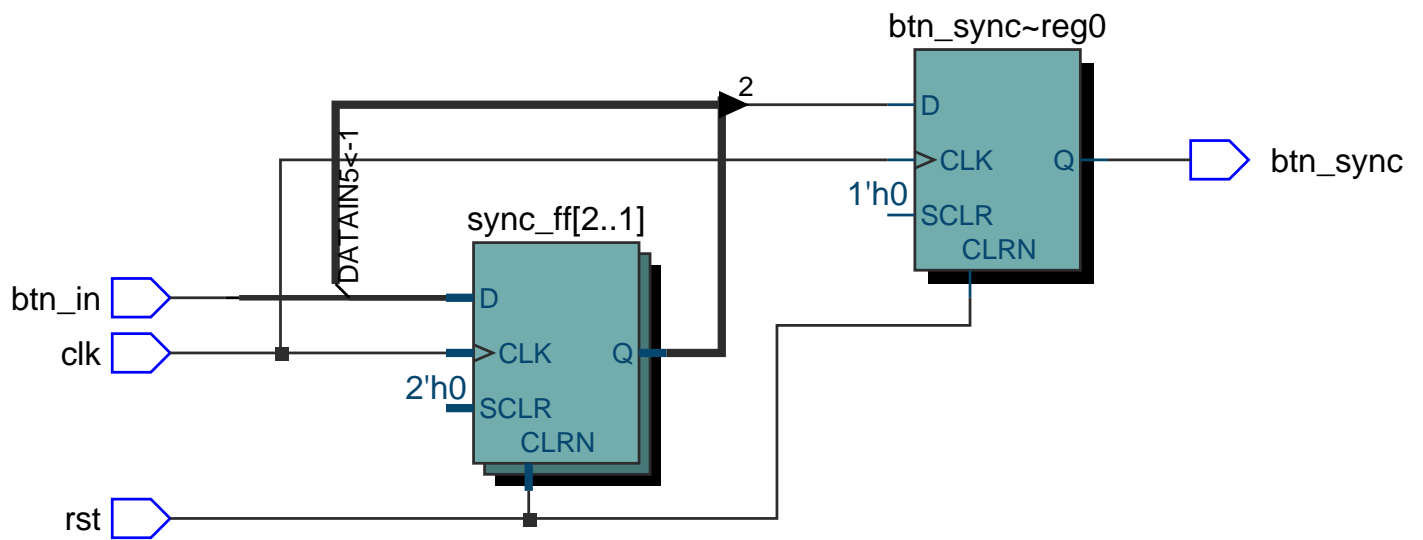 btn_sync~reg0
2
D
CLK
Q
1'h0
SCLR
CLRN
btn_sync
DATAIN5<-1
sync_ff[2..1]
btn_in
D
clk
CLK
Q
2'h0
SCLR
CLRN
rst